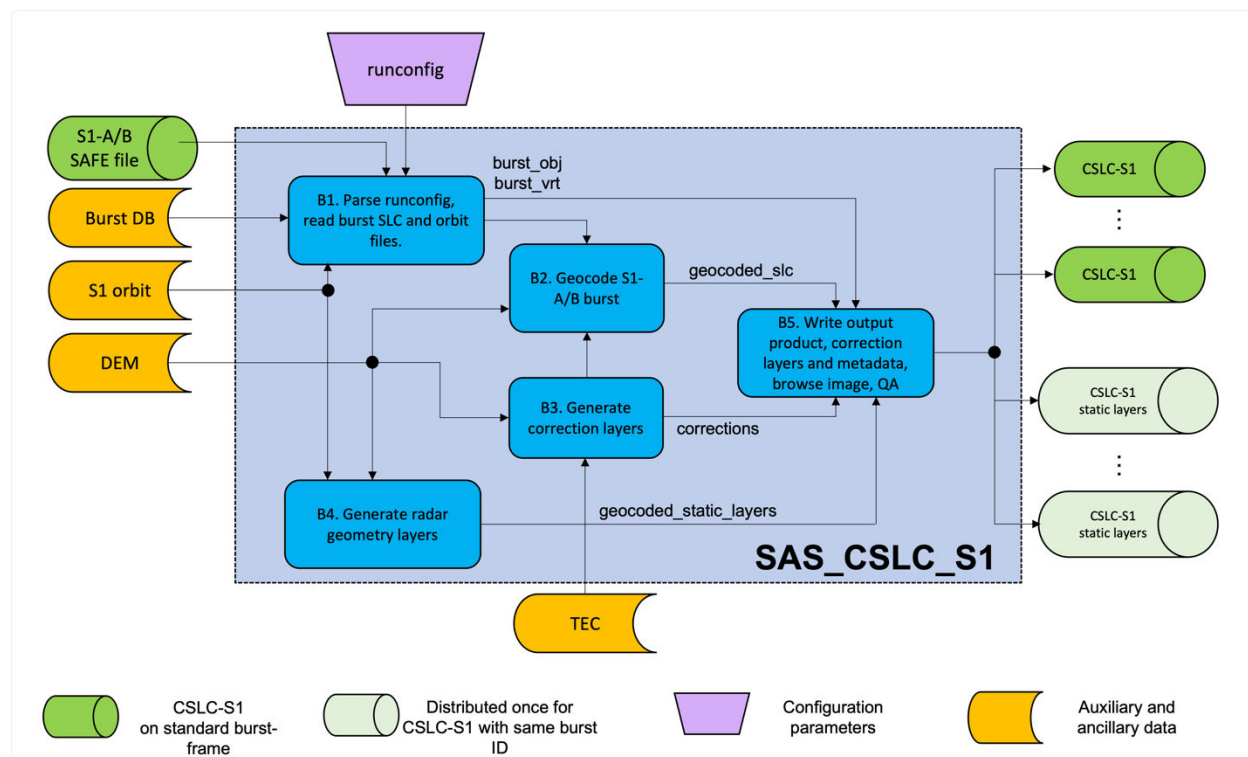 runconfig
S1-A/B
SAFE file
Burst DB
S1 orbit
DEM
B1. Parse runconfig,
read burst SLC and orbit
files.
burst_obj
burst_vrt
B2. Geocode S1-
A/B burst
geocoded_slc
B3. Generate
correction layers
corrections
B4. Generate radar
geometry layers
geocoded_static_layers
B5. Write output
product, correction
layers and metadata,
browse image, QA
SAS_CSLC_S1
TEC
CSLC-S1
CSLC-S1
CSLC-S1
static layers
CSLC-S1
static layers
CSLC-S1
on standard burst-
frame
Distributed once for
CSLC-S1 with same burst
ID
Configuration
parameters
Auxiliary and
ancillary data